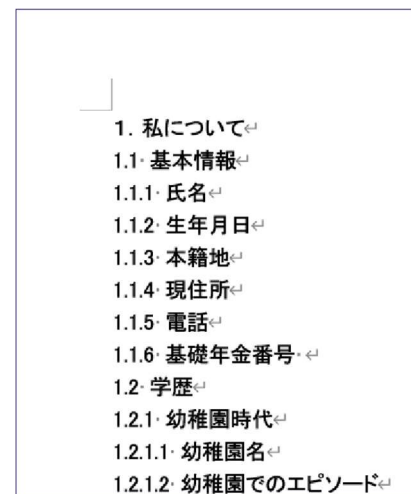 1. 私について
1.1 基本情報
1.1.1 氏名
1.1.2 生年月日
1.1.3 本籍地
1.1.4 現住所
1.1.5 電話
1.1.6 基礎年金番号
1.2 学歴
1.2.1 幼稚園時代
1.2.1.1 幼稚園名
1.2.1.2 幼稚園でのエピソード